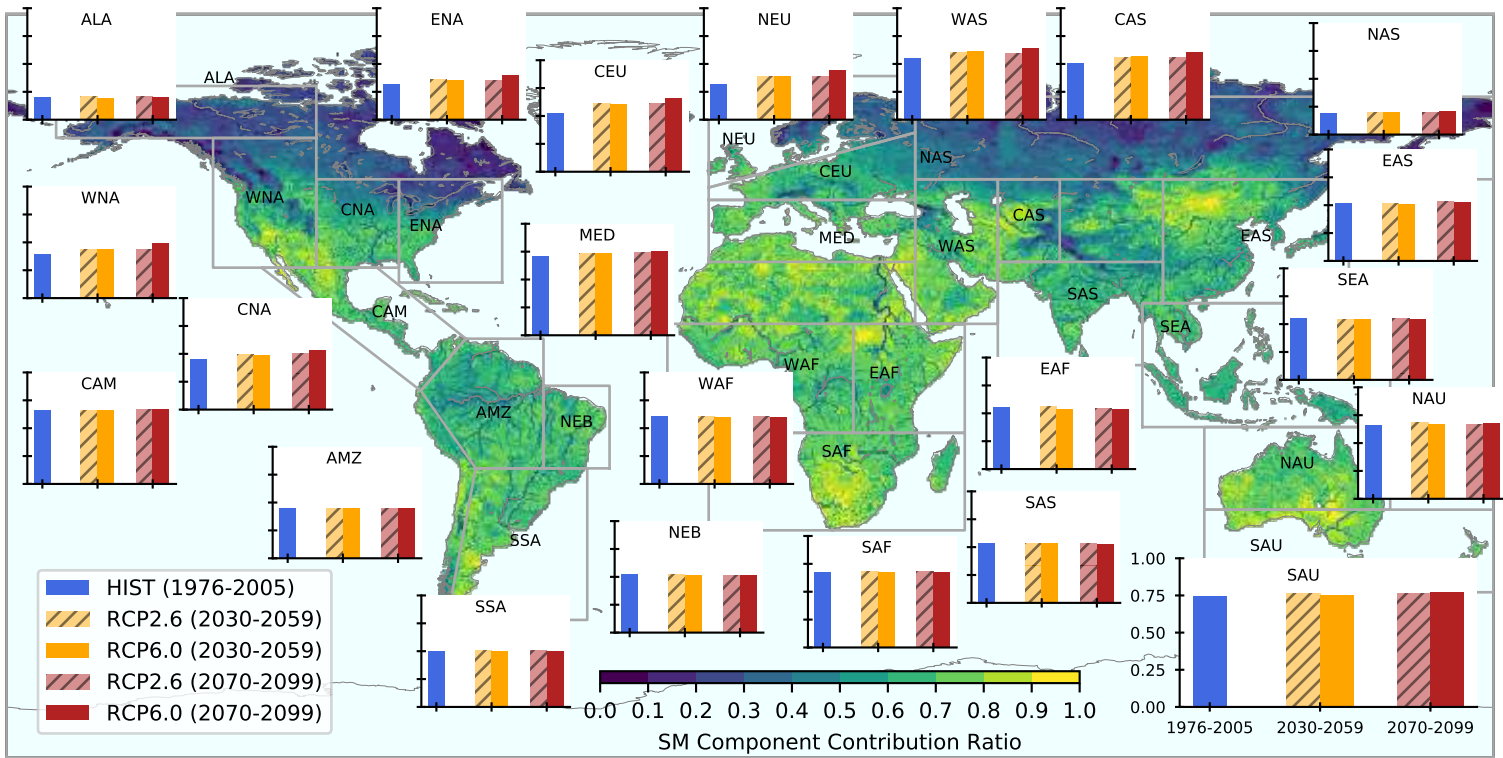 ALA
ENA
NEU
WAS
CAS
NAS
CEU
ALA
NEU
NAS
EAS
CEU
WNA
WNA
CNA
ENA
CAS
MED
MED
WAS
EAS
SAS
SEA
CNA
CAM
SEA
CAM
WAF
EAF
EAF
WAF
NAU
AMZ
NEB
SAF
NAU
AMZ
SAS
NEB
SSA
SAF
SAU
SAU
SSA
1.00
0.75
0.50
0.25
0.00
1976-2005
2030-2059
2070-2099
HIST (1976-2005)
RCP2.6 (2030-2059)
RCP6.0 (2030-2059)
RCP2.6 (2070-2099)
RCP6.0 (2070-2099)
0.0 0.1 0.2 0.3 0.4 0.5 0.6 0.7 0.8 0.9 1.0
SM Component Contribution Ratio